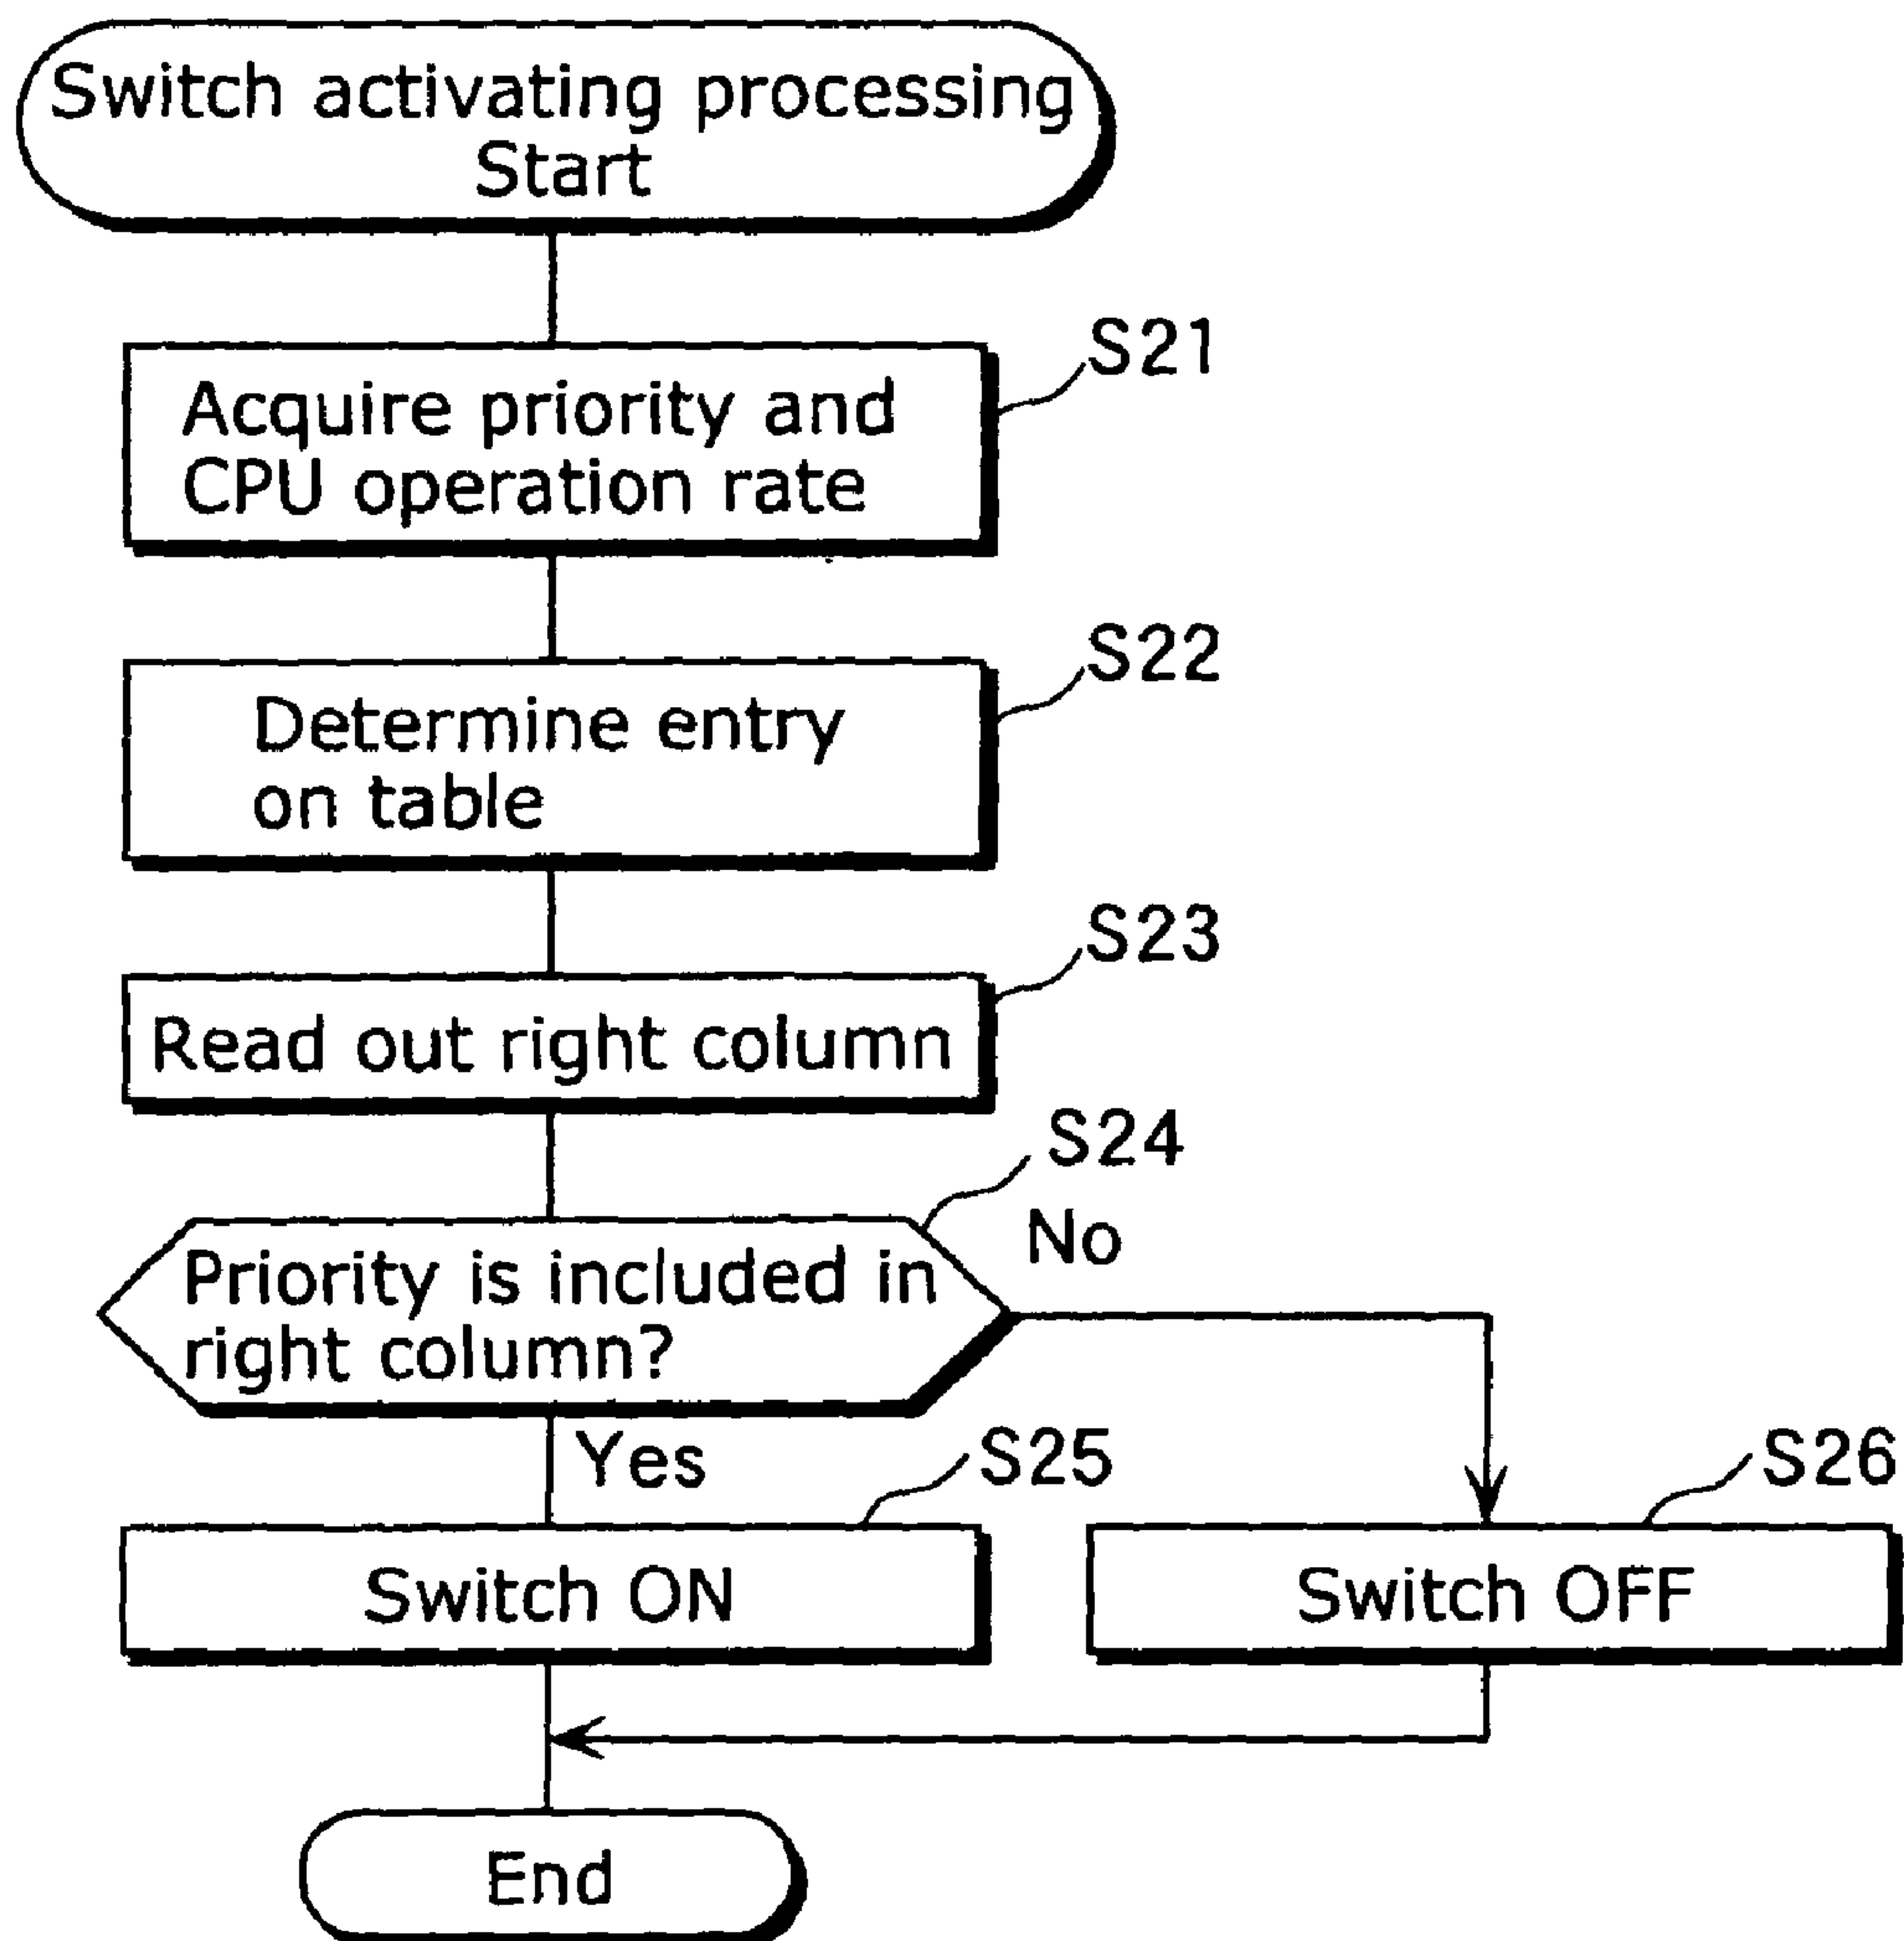 Switch activating processing
Start
S21
Acquire priority and
CPU operation rate
S22
Determine entry
on table
S23
Read out right column
S24
No
Priority is included in
right column?
Yes
S25
S26
Switch ON
Switch OFF
End